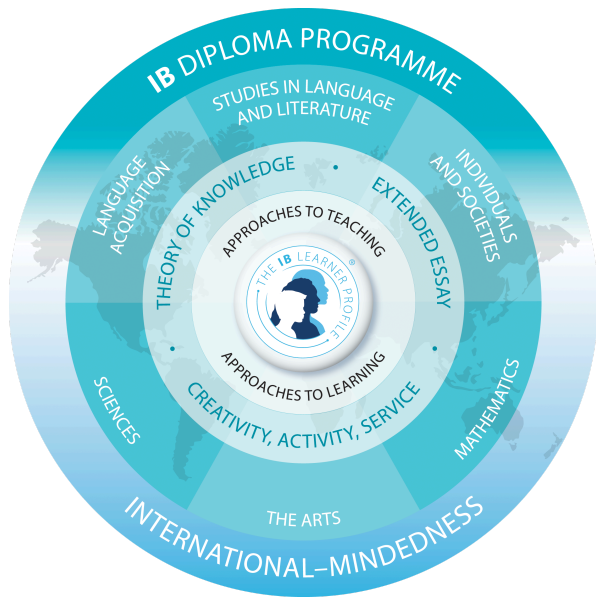 IB DIPLOMA PROGRAMME
STUDIES IN LANGUAGE
AND LITERATURE
LANGUAGE
ACQUISITION
INDIVIDUALS
AND SOCIETIES
THEORY OF KNOWLEDGE
EXTENDED ESSAY
APPROACHES TO TEACHING
THE IB LEARNER PROFILE
®
APPROACHES TO LEARNING
CREATIVITY, ACTIVITY, SERVICE
SCIENCES
MATHEMATICS
THE ARTS
INTERNATIONAL–MINDEDNESS